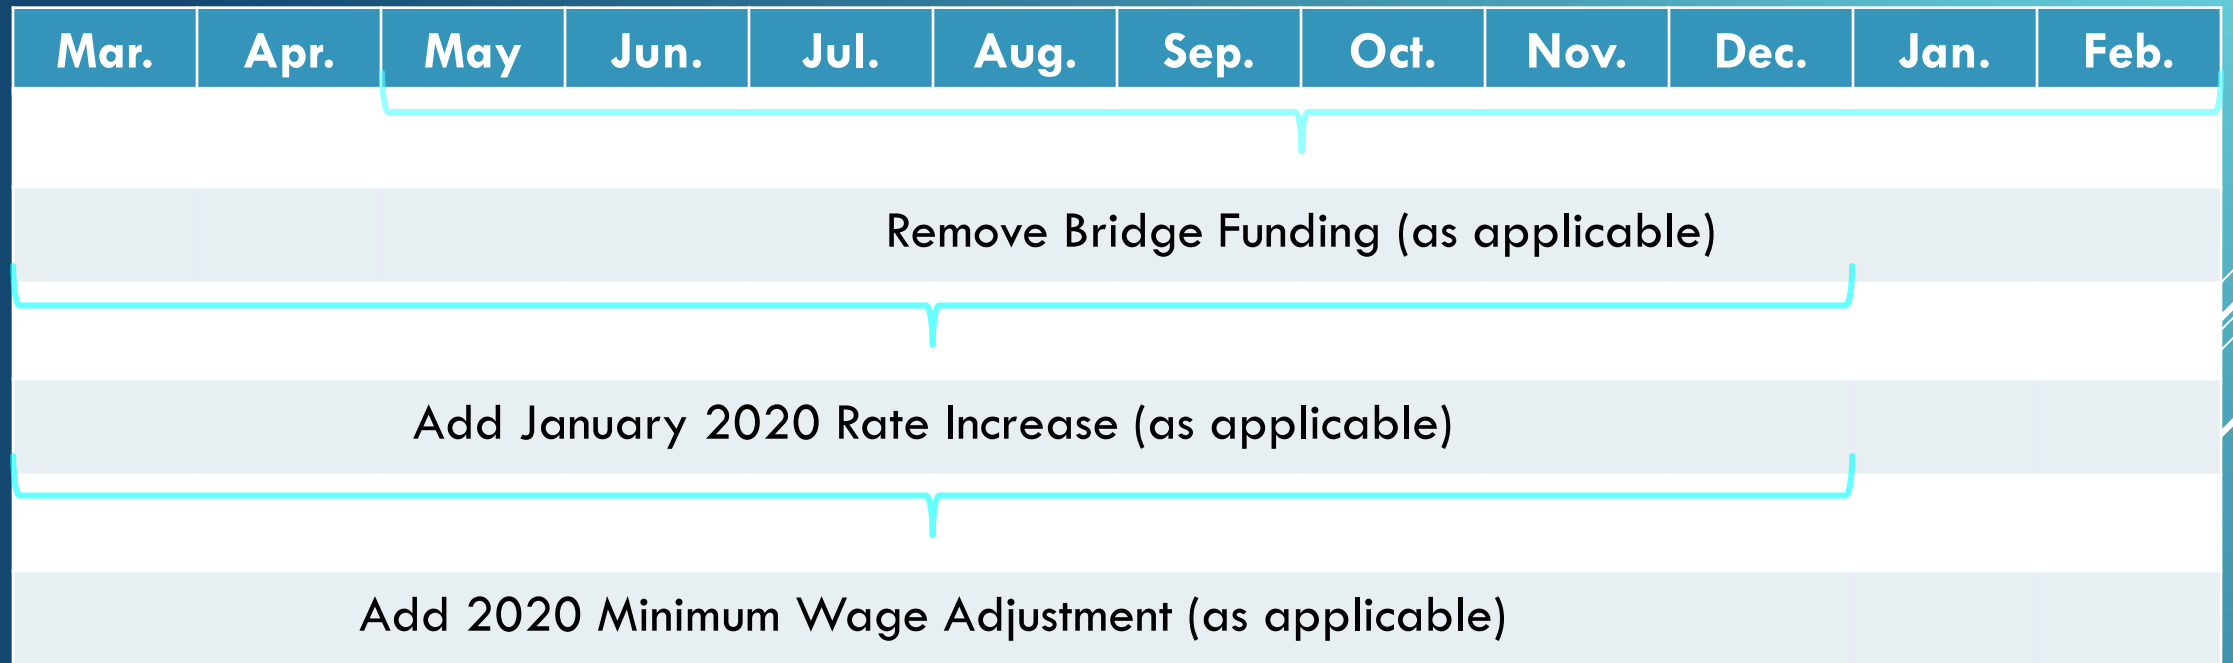 Mar. Apr. May Jun. Jul. Aug. Sep. Oct. Nov. Dec. Jan. Feb.
Remove Bridge Funding (as applicable)
Add January 2020 Rate Increase (as applicable)
Add 2020 Minimum Wage Adjustment (as applicable)